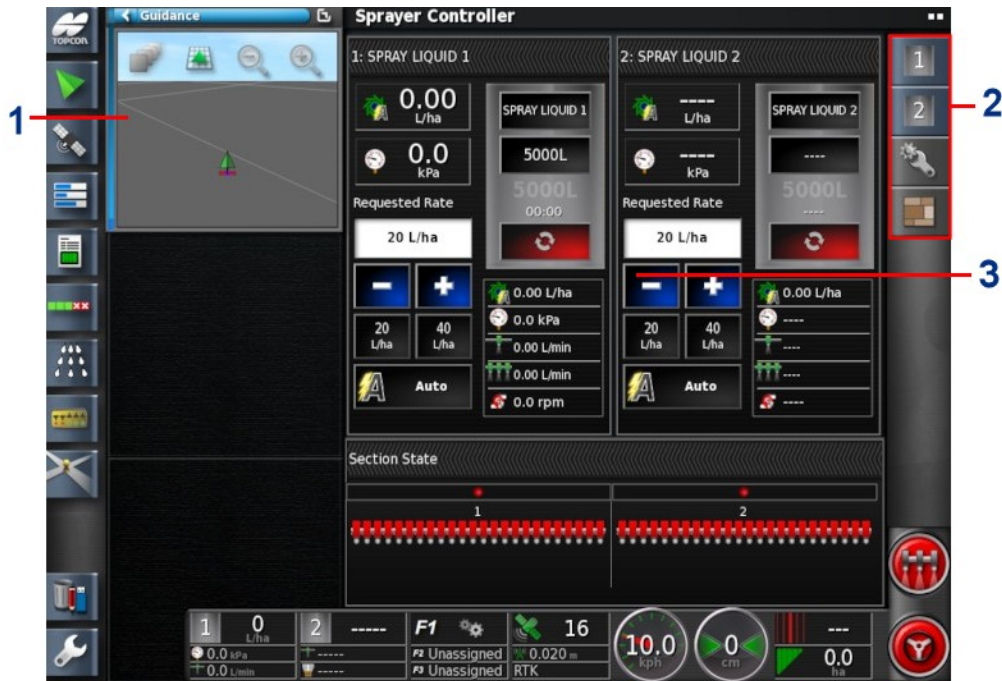 TOPCON
Guidance
Sprayer Controller
1
2
3
1: SPRAY LIQUID 1
0.00
L/ha
0.0
kPa
SPRAY LIQUID 1
5000L
5000L
00:00
Requested Rate
20 L/ha
20
L/ha
40
L/ha
Auto
0.00 L/ha
0.0 kPa
0.00 L/min
0.00 L/min
0.0 rpm
2: SPRAY LIQUID 2
----
L/ha
----
kPa
SPRAY LIQUID 2
----
5000L
----
Requested Rate
20 L/ha
20
L/ha
40
L/ha
Auto
0.00 L/ha
----
----
----
----
1
2
Section State
1
2
1
0
L/ha
0.0 kPa
0.0 L/min
2
-----
-----
-----
F1
F2 Unassigned
F3 Unassigned
16
0.020 m
RTK
10.0
kph
0
cm
---
0.0
ha